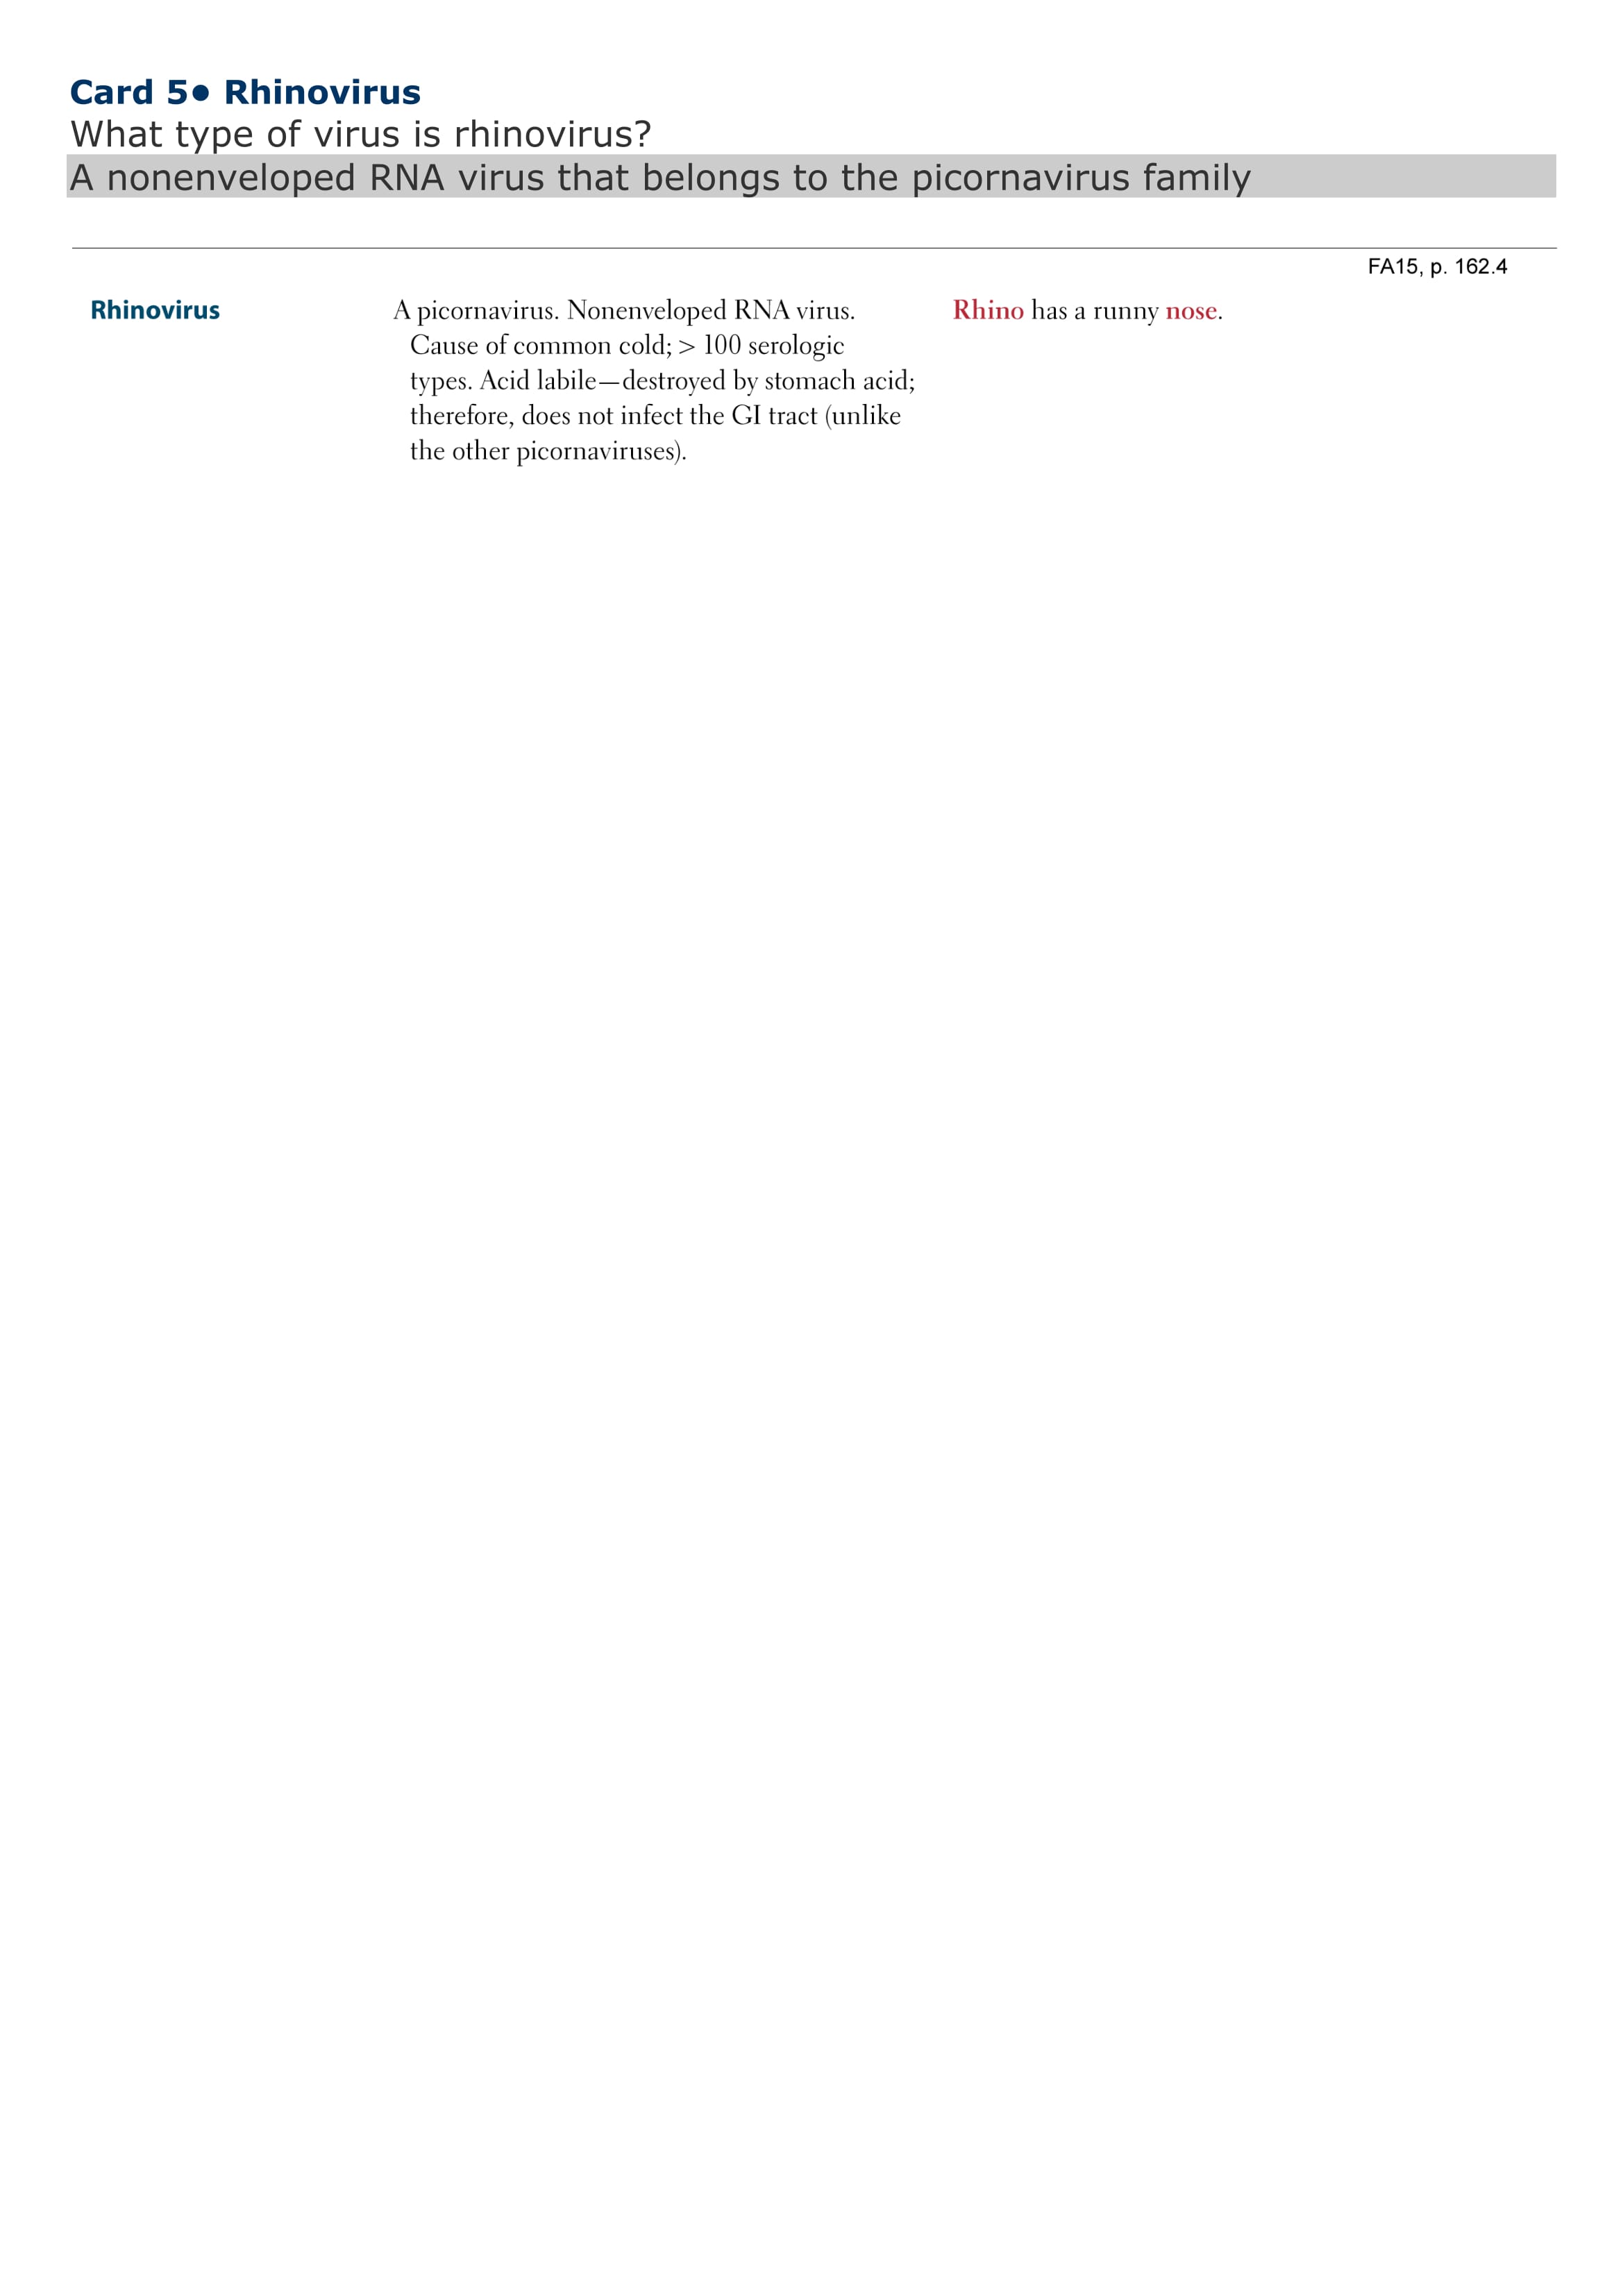 Card 5● Rhinovirus
What type of virus is rhinovirus?
A nonenveloped RNA virus that belongs to the picornavirus family
FA15, p. 162.4
Rhinovirus
A picornavirus. Nonenveloped RNA virus.
Cause of common cold; > 100 serologic
types. Acid labile—destroyed by stomach acid;
therefore, does not infect the GI tract (unlike
the other picornaviruses).
Rhino has a runny nose.